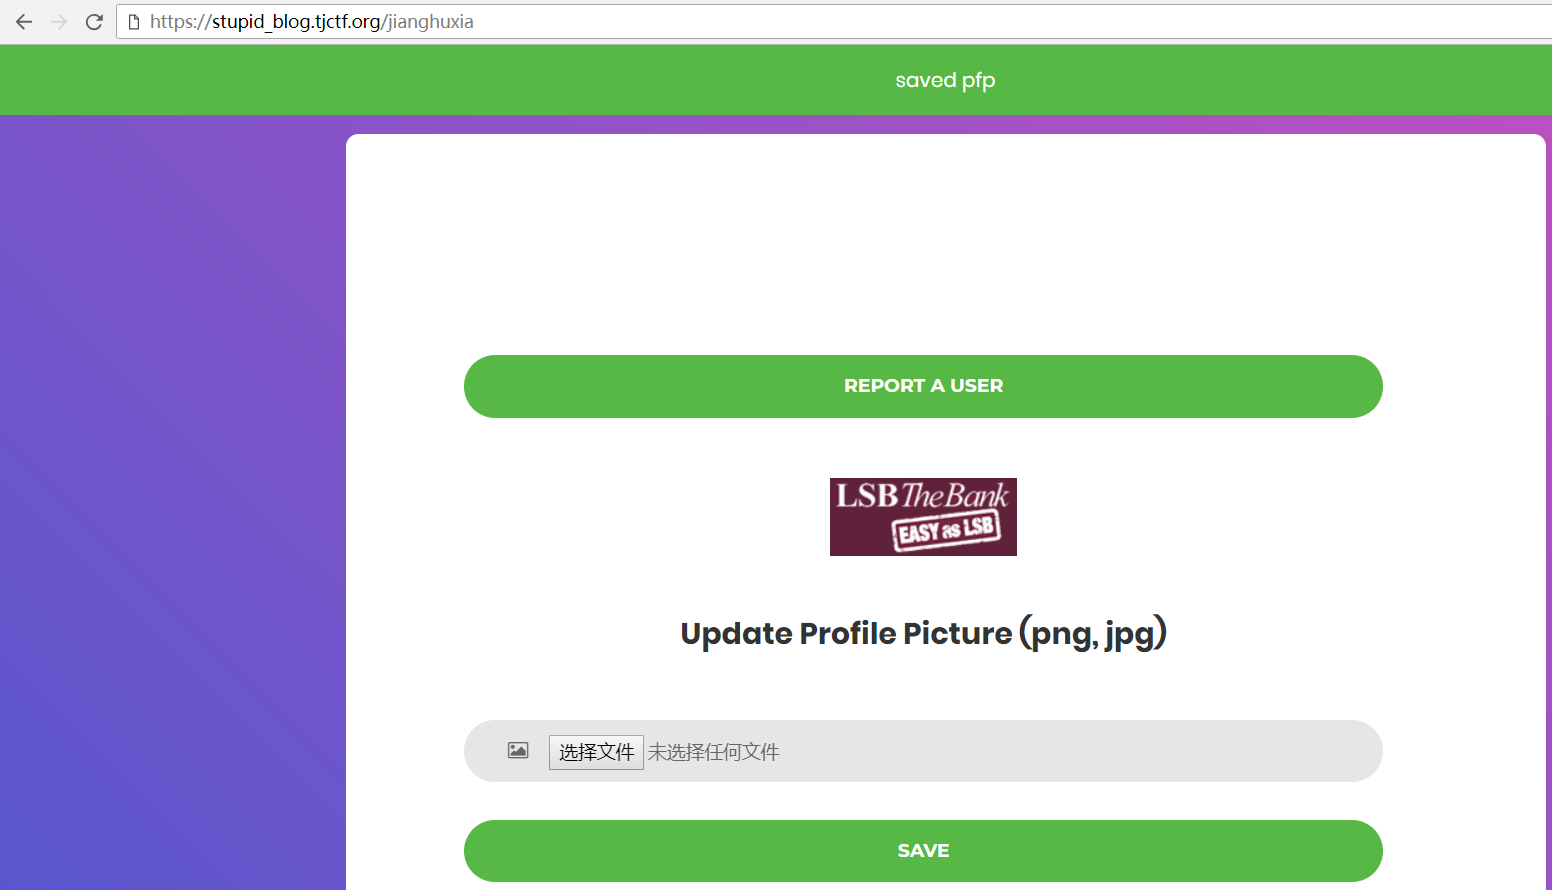 https://stupid_blog.tjctf.org/jianghuxia
saved pfp
REPORT A USER
LSB The Bank
EASY as LSB
Update Profile Picture (png, jpg)
选择文件 未选择任何文件
SAVE